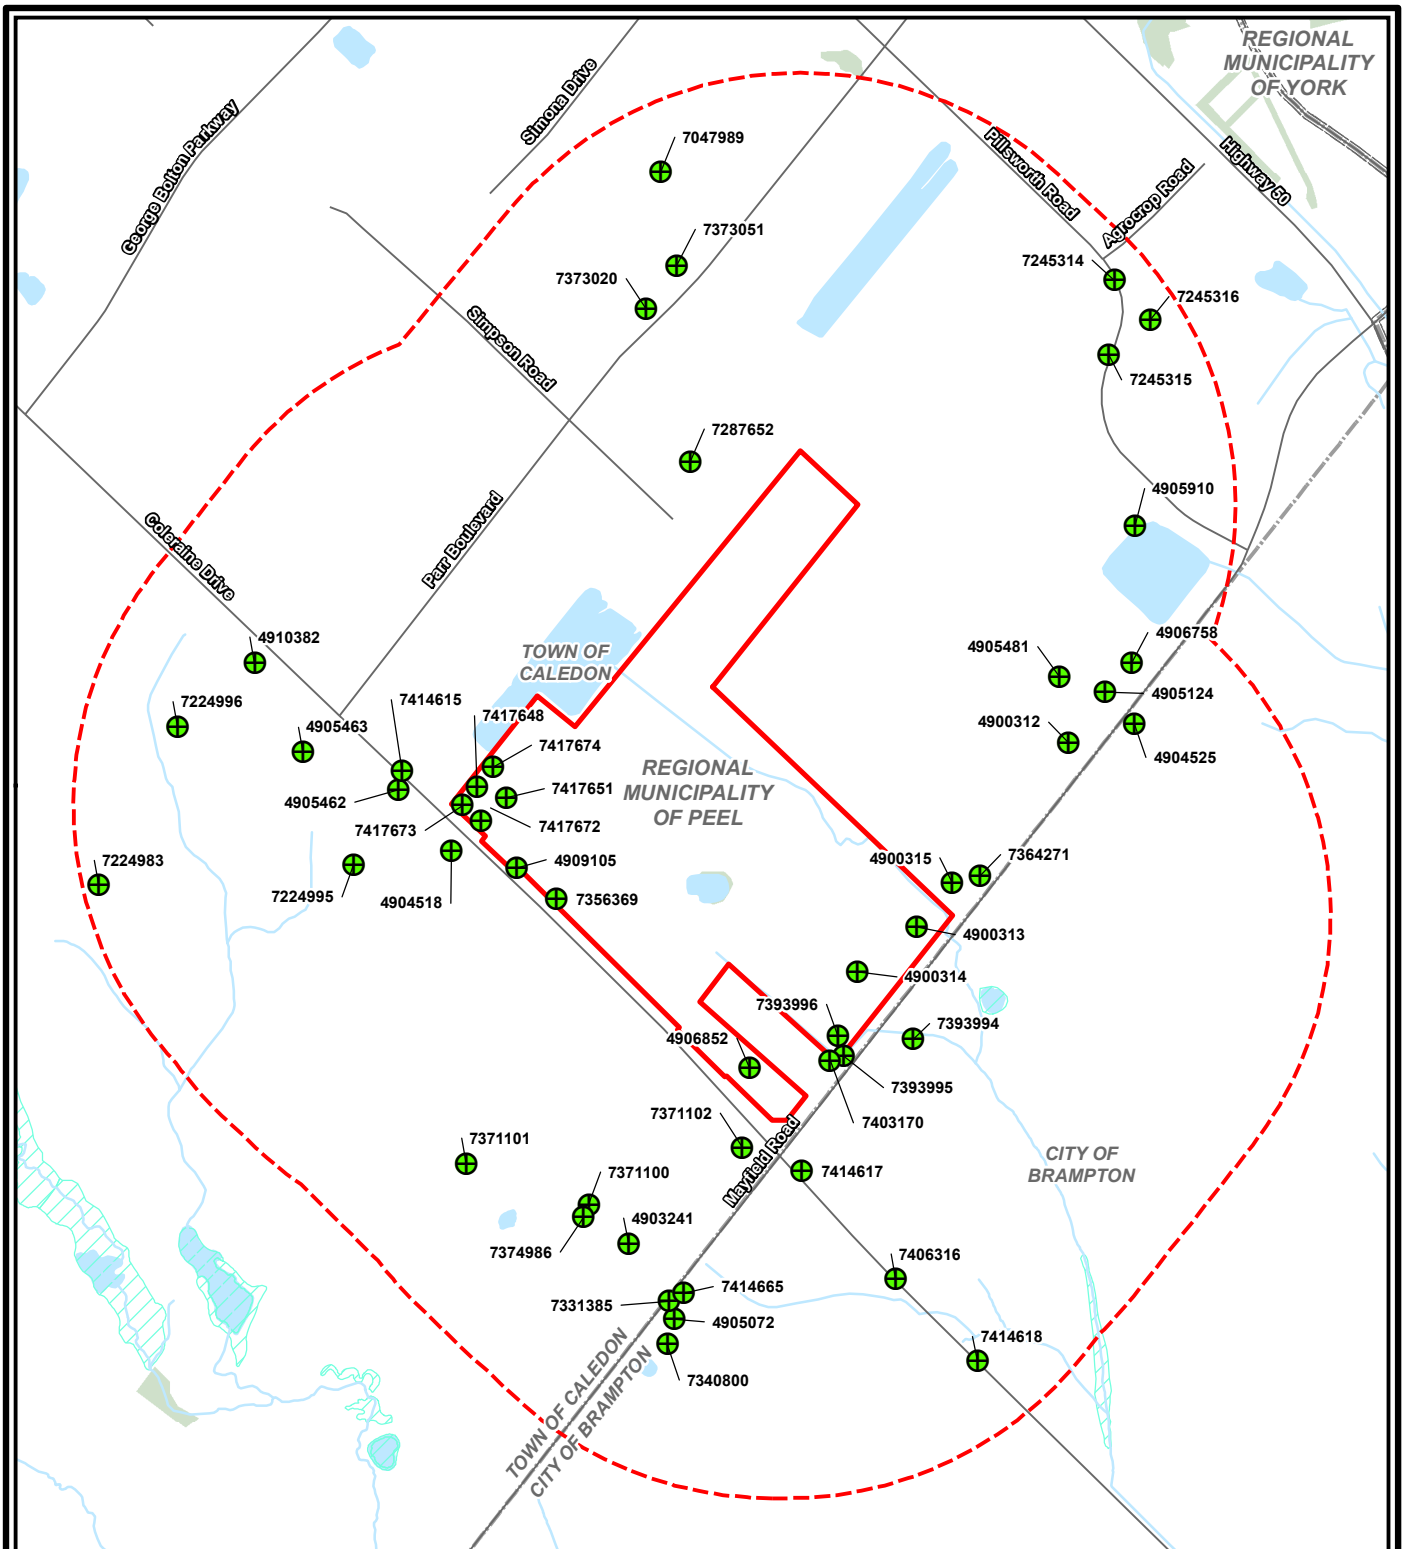 REGIONAL
MUNICIPALITY
OF YORK
George Bolton Parkway
Simona Drive
7047989
Pillsworth Road
Highway 50
Agrocrop Road
7373051
7245314
7373020
7245316
Simpson Road
7245315
7287652
4905910
Coleraine Drive
Parr Boulevard
4910382
TOWN OF
CALEDON
4905481
4906758
7224996
4905463
7414615
7417648
4905124
4900312
7417674
4904525
REGIONAL
MUNICIPALITY
OF PEEL
7417651
4905462
7417673
7417672
7224983
4909105
4900315
7364271
7224995
4904518
7356369
4900313
4900314
7393996
7393994
4906852
7393995
7371102
7403170
7371101
Mayfield Road
CITY OF
BRAMPTON
7371100
7414617
4903241
7374986
7406316
7414665
7331385
4905072
7414618
7340800
TOWN OF CALEDON
CITY OF BRAMPTON